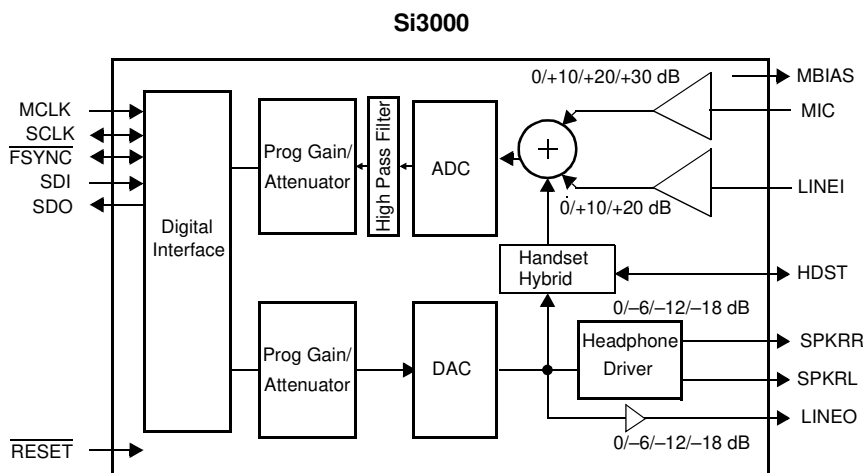 Si3000
0/+10/+20/+30 dB
MBIAS
MCLK
MIC
SCLK
FSYNC
SDI
SDO
Digital
Interface
Prog Gain/
Attenuator
High Pass Filter
ADC
+
LINEI
0/+10/+20 dB
Handset
Hybrid
HDST
0/–6/–12/–18 dB
Prog Gain/
Attenuator
DAC
Headphone
Driver
SPKRR
SPKRL
LINEO
0/–6/–12/–18 dB
RESET